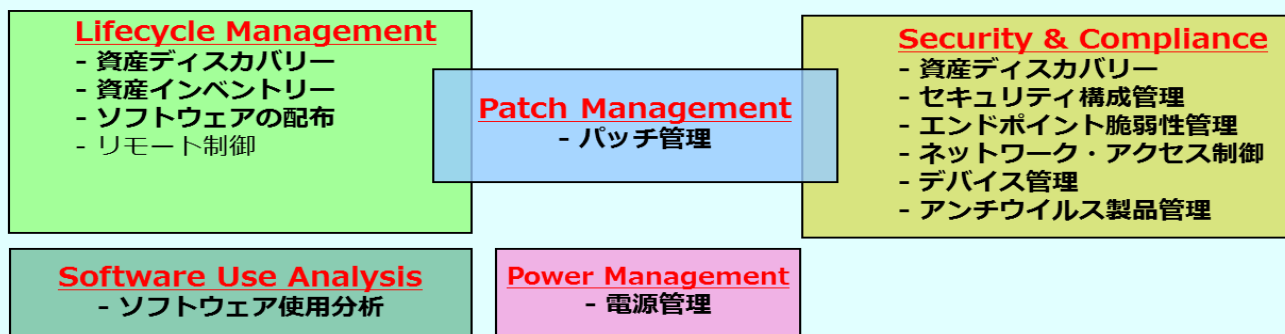 Lifecycle Management
- 資産ディスカバリー
- 資産インベントリー
- ソフトウェアの配布
- リモート制御
Patch Management
- パッチ管理
Security & Compliance
- 資産ディスカバリー
- セキュリティ構成管理
- エンドポイント脆弱性管理
- ネットワーク・アクセス制御
- デバイス管理
- アンチウイルス製品管理
Software Use Analysis
- ソフトウェア使用分析
Power Management
- 電源管理